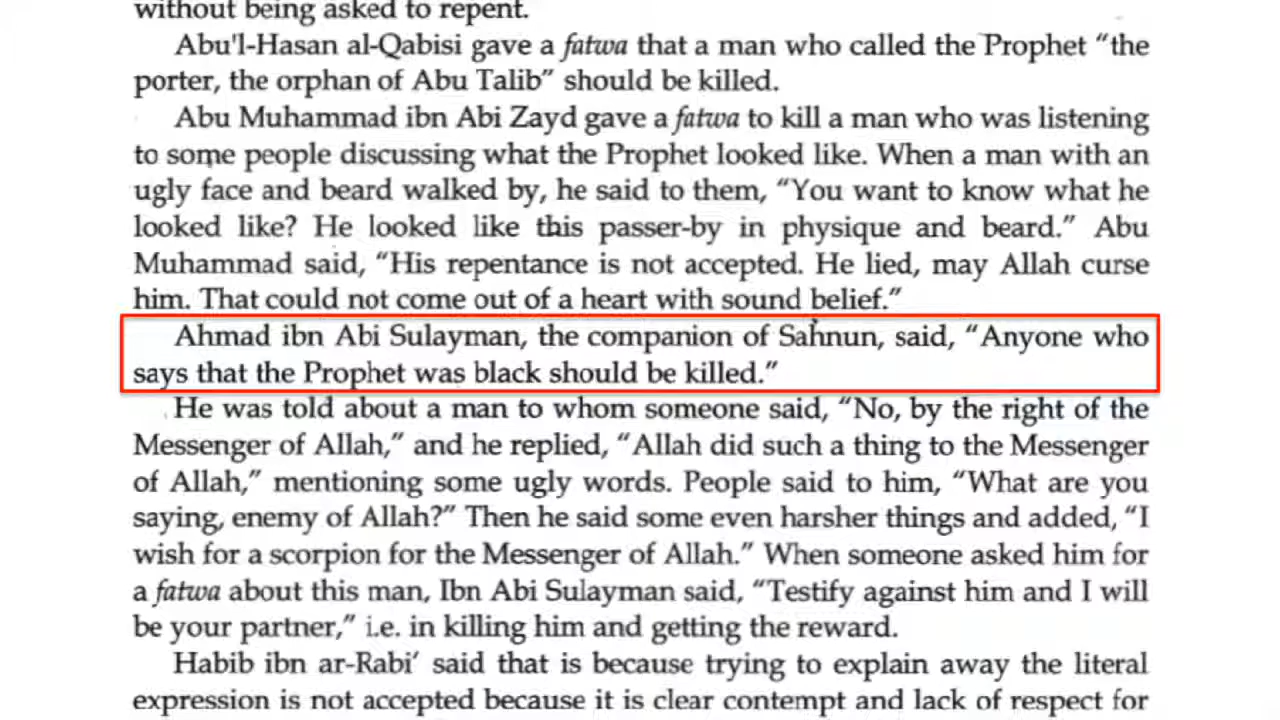 without being asked to repent.
Abu'l-Hasan al-Qabisi gave a fatwa that a man who called the Prophet “the
porter, the orphan of Abu Talib” should be killed.
Abu Muhammad ibn Abi Zayd gave a fatwa to kill a man who was listening
to some people discussing what the Prophet looked like. When a man with an
ugly face and beard walked by, he said to them, “You want to know what he
looked like? He looked like this passer-by in physique and beard.” Abu
Muhammad said, “His repentance is not accepted. He lied, may Allah curse
him. That could not come out of a heart with sound belief.”
Ahmad ibn Abi Sulayman, the companion of Sahnun, said, “Anyone who
says that the Prophet was black should be killed.”
He was told about a man to whom someone said, “No, by the right of the
Messenger of Allah,” and he replied, “Allah did such a thing to the Messenger
of Allah,” mentioning some ugly words. People said to him, “What are you
saying, enemy of Allah?” Then he said some even harsher things and added, “I
wish for a scorpion for the Messenger of Allah.” When someone asked him for
a fatwa about this man, Ibn Abi Sulayman said, “Testify against him and I will
be your partner,” i.e. in killing him and getting the reward.
Habib ibn ar-Rabi‘ said that is because trying to explain away the literal
expression is not accepted because it is clear contempt and lack of respect for